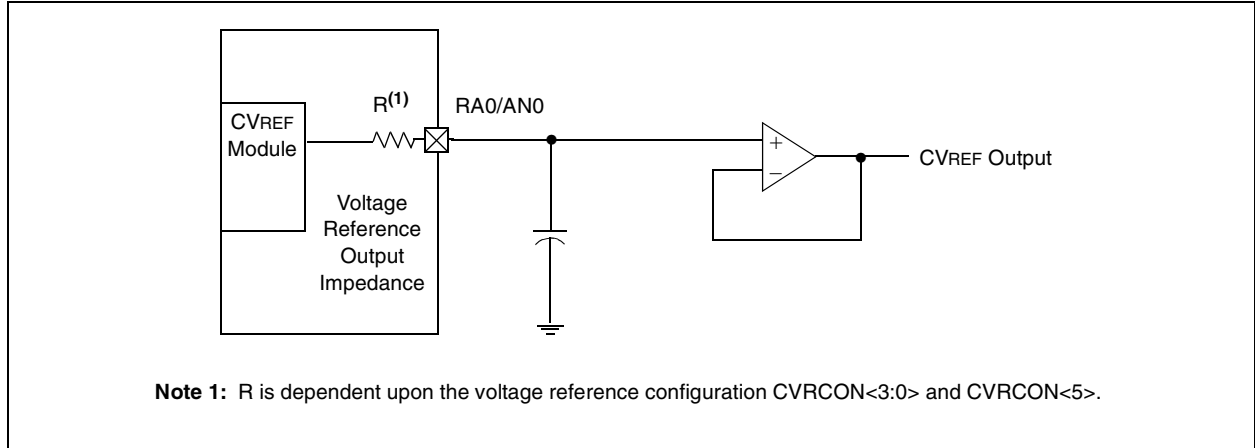 R(1)
RA0/AN0
CVREF
Module
+
–
CVREF Output
Voltage
Reference
Output
Impedance
Note 1: R is dependent upon the voltage reference configuration CVRCON<3:0> and CVRCON<5>.